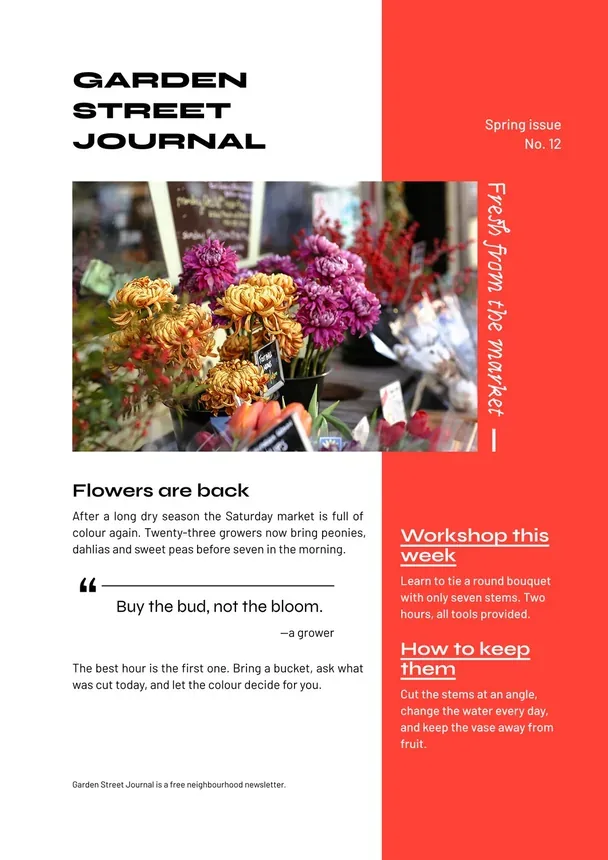 GARDEN
STREET
JOURNAL
Spring issue
No. 12
Fresh from the market
Flowers are back
After a long dry season the Saturday market is full of
colour again. Twenty-three growers now bring peonies,
dahlias and sweet peas before seven in the morning.
“
Buy the bud, not the bloom.
—a grower
The best hour is the first one. Bring a bucket, ask what
was cut today, and let the colour decide for you.
Workshop this
week
Learn to tie a round bouquet
with only seven stems. Two
hours, all tools provided.
How to keep
them
Cut the stems at an angle,
change the water every day,
and keep the vase away from
fruit.
Garden Street Journal is a free neighbourhood newsletter.